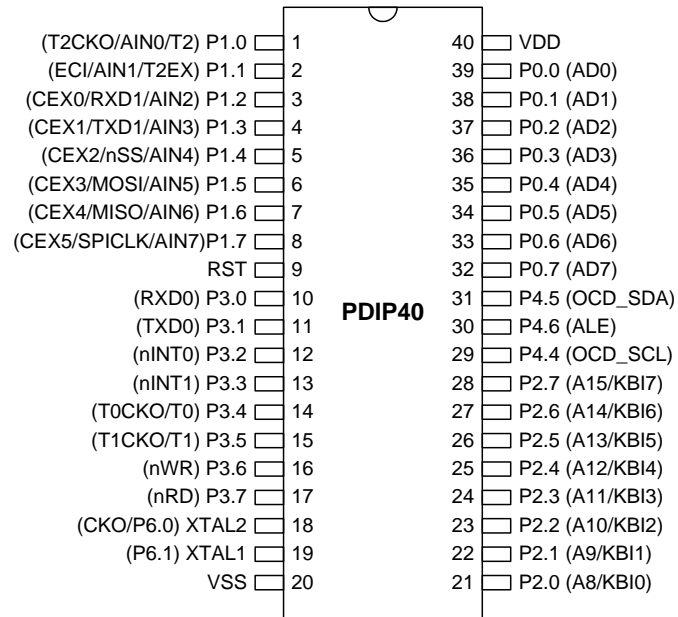 (T2CKO/AIN0/T2) P1.0 1 40 VDD
(ECI/AIN1/T2EX) P1.1 2 39 P0.0 (AD0)
(CEX0/RXD1/AIN2) P1.2 3 38 P0.1 (AD1)
(CEX1/TXD1/AIN3) P1.3 4 37 P0.2 (AD2)
(CEX2/nSS/AIN4) P1.4 5 36 P0.3 (AD3)
(CEX3/MOSI/AIN5) P1.5 6 35 P0.4 (AD4)
(CEX4/MISO/AIN6) P1.6 7 34 P0.5 (AD5)
(CEX5/SPICLK/AIN7)P1.7 8 33 P0.6 (AD6)
RST 9 32 P0.7 (AD7)
(RXD0) P3.0 10 31 P4.5 (OCD_SDA)
PDIP40
(TXD0) P3.1 11 30 P4.6 (ALE)
(nINT0) P3.2 12 29 P4.4 (OCD_SCL)
(nINT1) P3.3 13 28 P2.7 (A15/KBI7)
(T0CKO/T0) P3.4 14 27 P2.6 (A14/KBI6)
(T1CKO/T1) P3.5 15 26 P2.5 (A13/KBI5)
(nWR) P3.6 16 25 P2.4 (A12/KBI4)
(nRD) P3.7 17 24 P2.3 (A11/KBI3)
(CKO/P6.0) XTAL2 18 23 P2.2 (A10/KBI2)
(P6.1) XTAL1 19 22 P2.1 (A9/KBI1)
VSS 20 21 P2.0 (A8/KBI0)